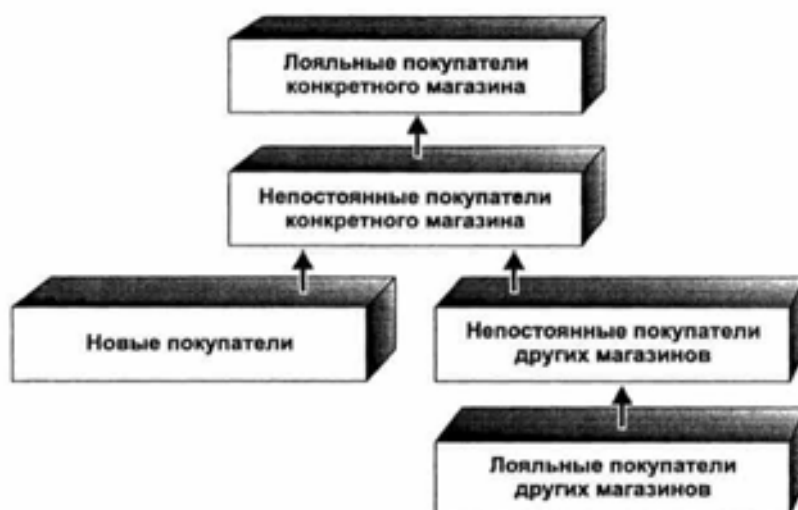 Лояльные покупатели
конкретного магазина
Непостоянные покупатели
конкретного магазина
Новые покупатели
Непостоянные покупатели
других магазинов
Лояльные покупатели
других магазинов